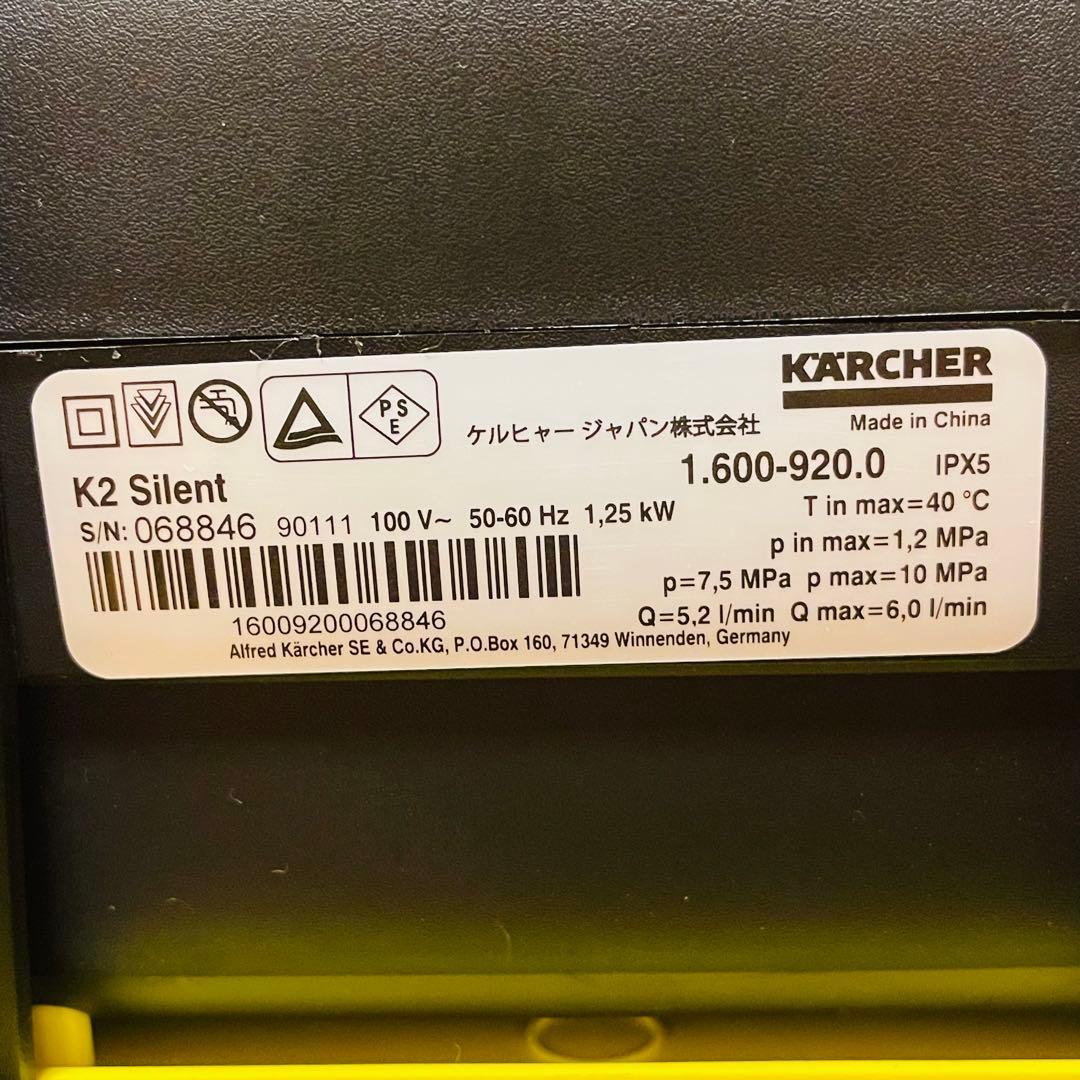 KÄRCHER
Made in China
PS
E
ケルヒャー ジャパン株式会社
1.600-920.0 IPX5
K2 Silent
T in max=40 °C
S/N: 068846 90111 100 V~ 50-60 Hz 1,25 kW
p in max=1,2 MPa
p=7,5 MPa p max=10 MPa
Q=5,2 l/min Q max=6,0 l/min
16009200068846
Alfred Kärcher SE & Co.KG, P.O.Box 160, 71349 Winnenden, Germany